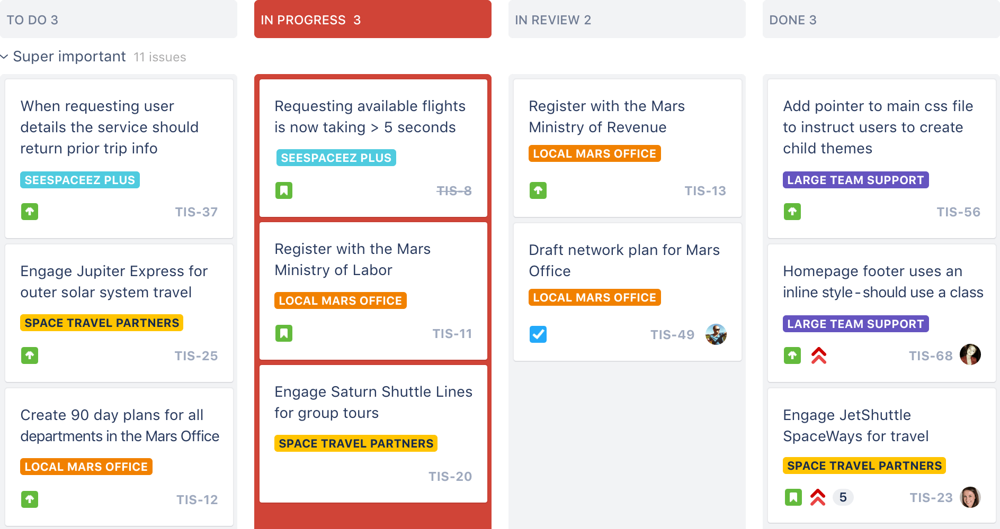 TO DO 3
IN PROGRESS 3
IN REVIEW 2
DONE 3
Super important 11 issues
When requesting user
details the service should
return prior trip info
SEESPACEEZ PLUS
TIS-37
Engage Jupiter Express for
outer solar system travel
SPACE TRAVEL PARTNERS
TIS-25
Create 90 day plans for all
departments in the Mars Office
LOCAL MARS OFFICE
TIS-12
Requesting available flights
is now taking > 5 seconds
SEESPACEEZ PLUS
TIS-8
Register with the Mars
Ministry of Labor
LOCAL MARS OFFICE
TIS-11
Engage Saturn Shuttle Lines
for group tours
SPACE TRAVEL PARTNERS
TIS-20
Register with the Mars
Ministry of Revenue
LOCAL MARS OFFICE
TIS-13
Draft network plan for Mars
Office
LOCAL MARS OFFICE
TIS-49
Add pointer to main css file
to instruct users to create
child themes
LARGE TEAM SUPPORT
TIS-56
Homepage footer uses an
inline style-should use a class
LARGE TEAM SUPPORT
TIS-68
Engage JetShuttle
SpaceWays for travel
SPACE TRAVEL PARTNERS
5 TIS-23